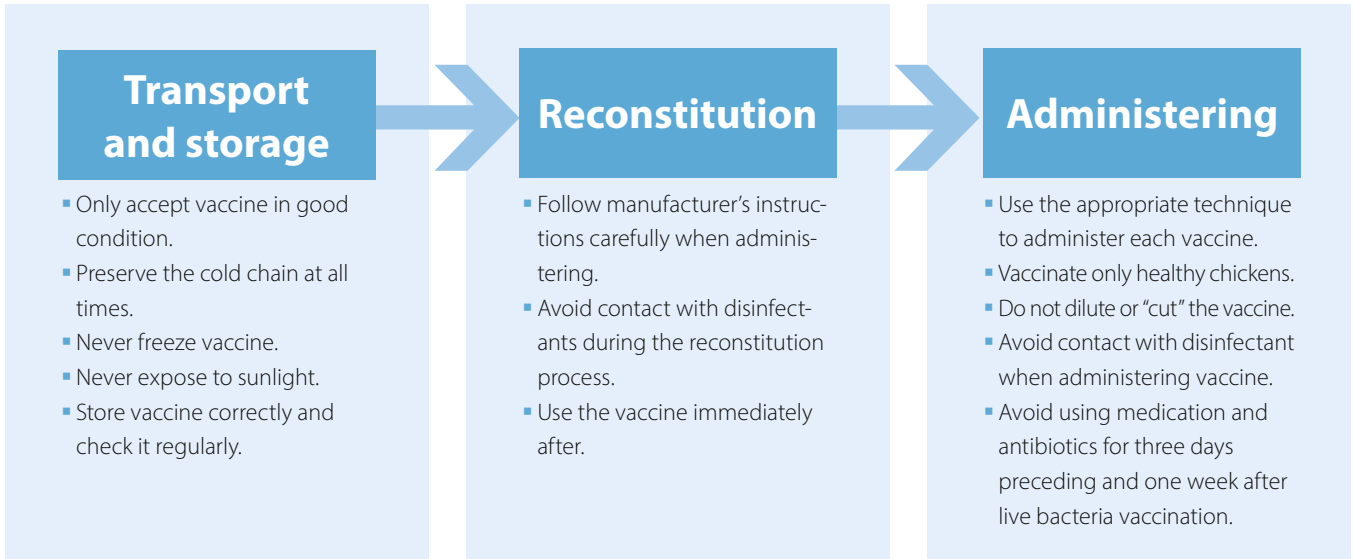 Transport
and storage
▪ Only accept vaccine in good
condition.
▪ Preserve the cold chain at all
times.
▪ Never freeze vaccine.
▪ Never expose to sunlight.
▪ Store vaccine correctly and
check it regularly.
Reconstitution
▪ Follow manufacturer’s instruc-
tions carefully when adminis-
tering.
▪ Avoid contact with disinfect-
ants during the reconstitution
process.
▪ Use the vaccine immediately
after.
Administering
▪ Use the appropriate technique
to administer each vaccine.
▪ Vaccinate only healthy chickens.
▪ Do not dilute or “cut” the vaccine.
▪ Avoid contact with disinfectant
when administering vaccine.
▪ Avoid using medication and
antibiotics for three days
preceding and one week after
live bacteria vaccination.